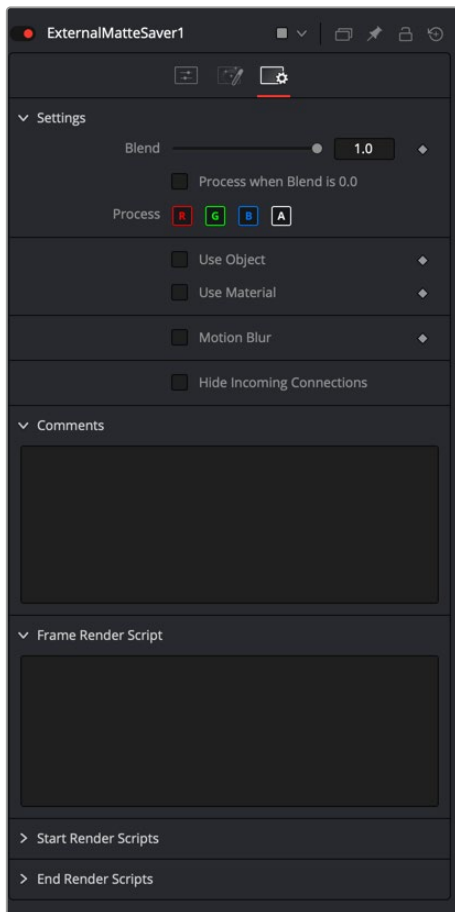 ExternalMatteSaver1
Settings
Blend 1.0
Process when Blend is 0.0
Process R G B A
Use Object
Use Material
Motion Blur
Hide Incoming Connections
Comments
Frame Render Script
Start Render Scripts
End Render Scripts